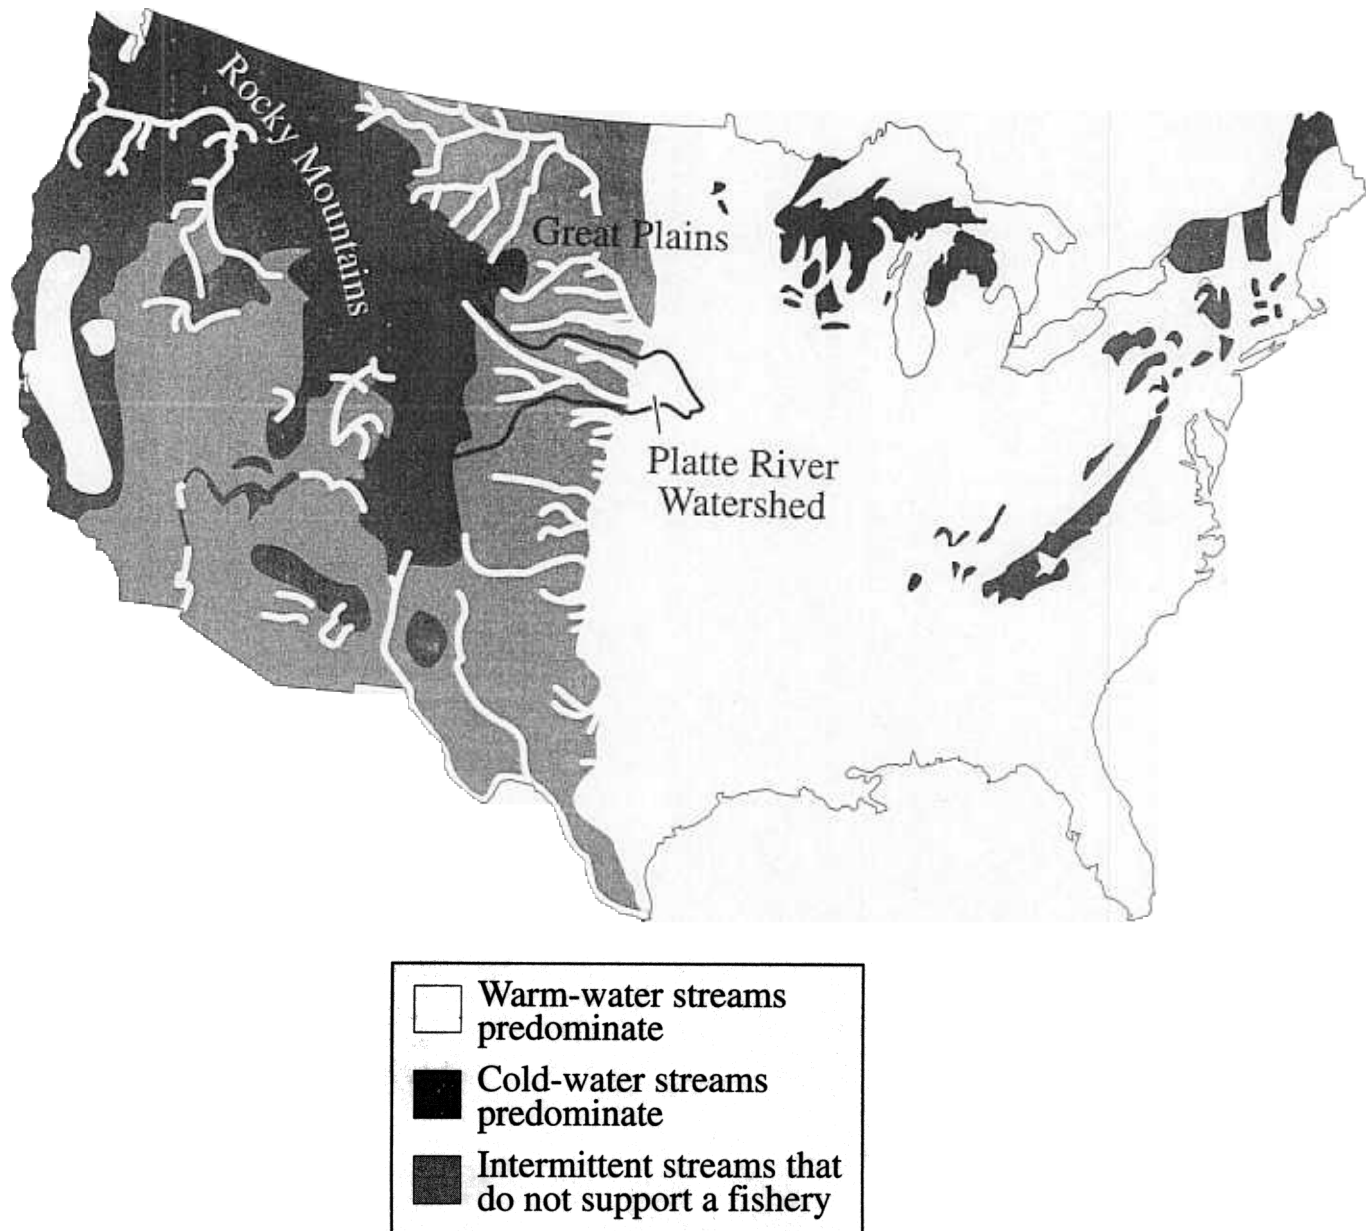 Rocky Mountains
Great Plains
Platte River
Watershed
Warm-water streams
predominate
Cold-water streams
predominate
Intermittent streams that
do not support a fishery